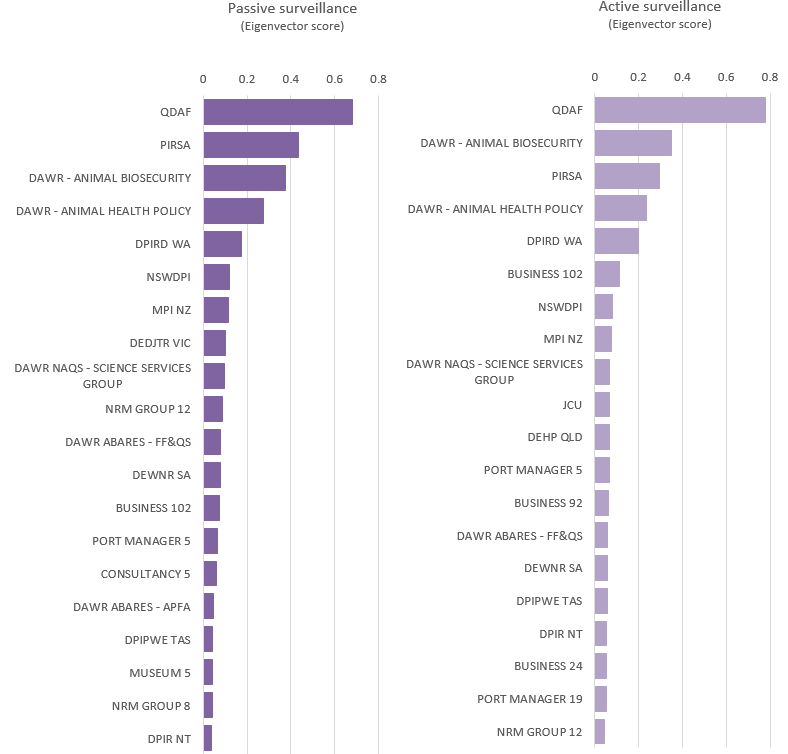 Passive surveillance
(Eigenvector score)
0 0.2 0.4 0.6 0.8
QDAF
PIRSA
DAWR - ANIMAL BIOSECURITY
DAWR - ANIMAL HEALTH POLICY
DPIRD WA
NSWDPI
MPI NZ
DEDJTR VIC
DAWR NAQS - SCIENCE SERVICES
GROUP
NRM GROUP 12
DAWR ABARES - FF&QS
DEWNR SA
BUSINESS 102
PORT MANAGER 5
CONSULTANCY 5
DAWR ABARES - APFA
DPIPWE TAS
MUSEUM 5
NRM GROUP 8
DPIR NT
Active surveillance
(Eigenvector score)
0 0.2 0.4 0.6 0.8
QDAF
DAWR - ANIMAL BIOSECURITY
PIRSA
DAWR - ANIMAL HEALTH POLICY
DPIRD WA
BUSINESS 102
NSWDPI
MPI NZ
DAWR NAQS - SCIENCE SERVICES
GROUP
JCU
DEHP QLD
PORT MANAGER 5
BUSINESS 92
DAWR ABARES - FF&QS
DEWNR SA
DPIPWE TAS
DPIR NT
BUSINESS 24
PORT MANAGER 19
NRM GROUP 12